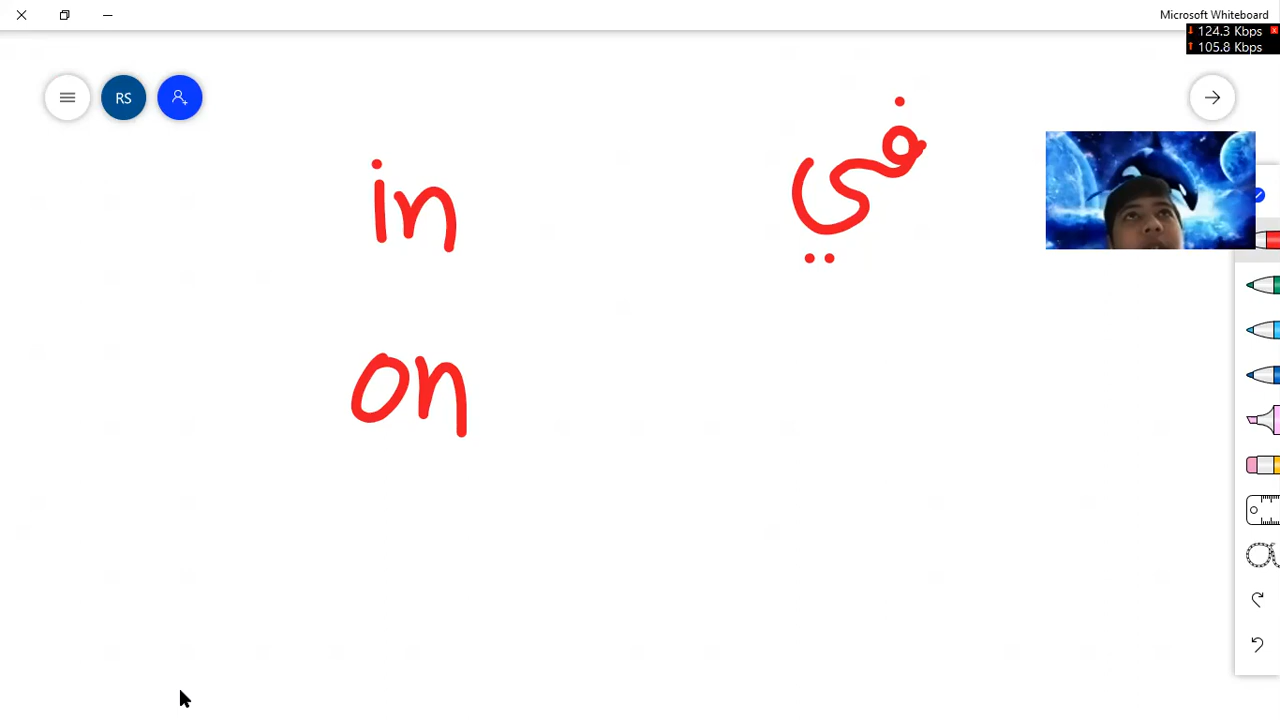 Microsoft Whiteboard
↓ 124.3 Kbps x
↑ 105.8 Kbps
RS
in في
on